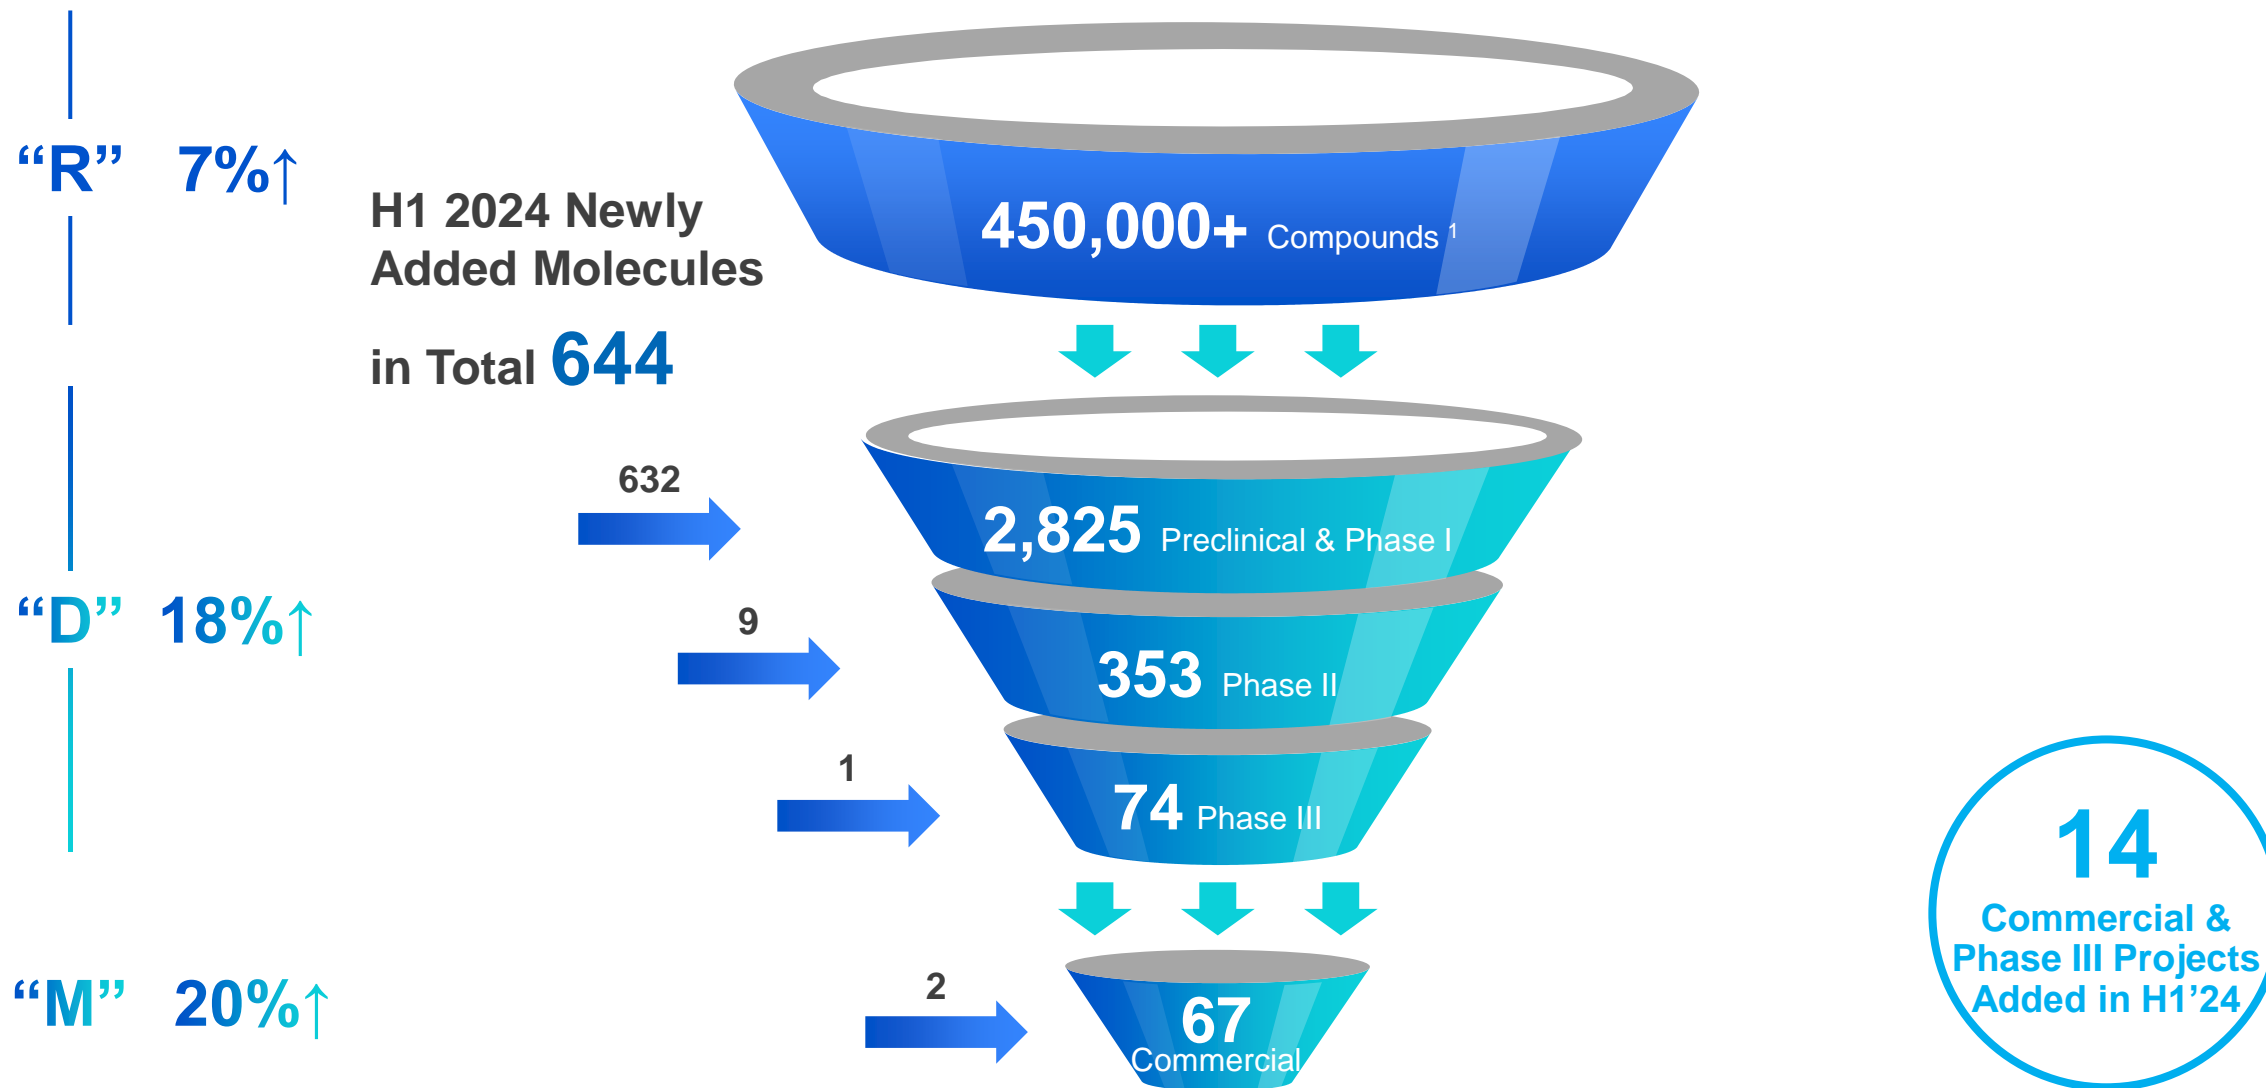 “R” 7%↑
H1 2024 Newly
Added Molecules
in Total 644
450,000+ Compounds 1
632
2,825 Preclinical & Phase I
“D” 18%↑
9
353 Phase II
1
74 Phase III
“M” 20%↑
2
67
Commercial
14
Commercial &
Phase III Projects
Added in H1’24